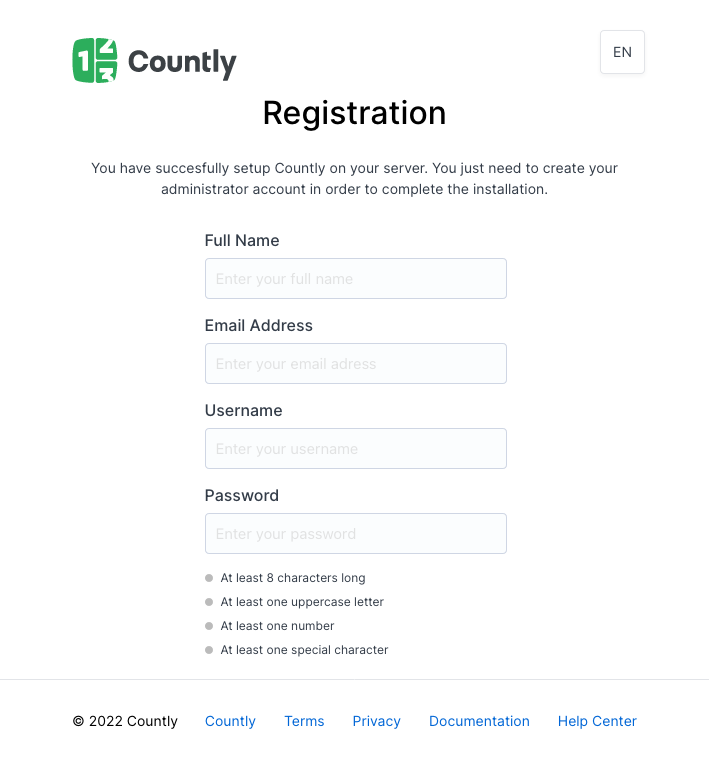 123 Countly
EN
Registration
You have succesfully setup Countly on your server. You just need to create your
administrator account in order to complete the installation.
Full Name
Enter your full name
Email Address
Enter your email adress
Username
Enter your username
Password
Enter your password
At least 8 characters long
At least one uppercase letter
At least one number
At least one special character
© 2022 Countly Countly Terms Privacy Documentation Help Center